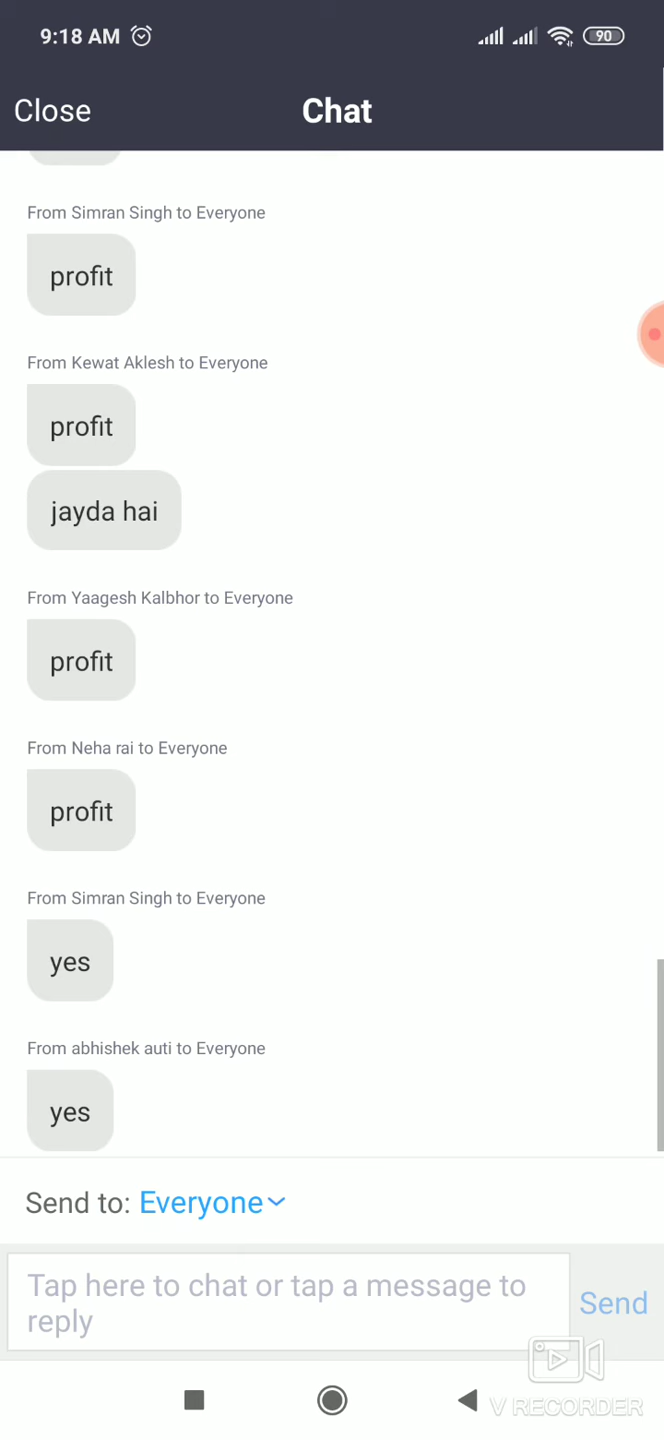 9:18 AM
90
Close
Chat
From Simran Singh to Everyone
profit
From Kewat Aklesh to Everyone
profit
jayda hai
From Yaagesh Kalbhor to Everyone
profit
From Neha rai to Everyone
profit
From Simran Singh to Everyone
yes
From abhishek auti to Everyone
yes
Send to: Everyone
Tap here to chat or tap a message to
reply
Send
V RECORDER